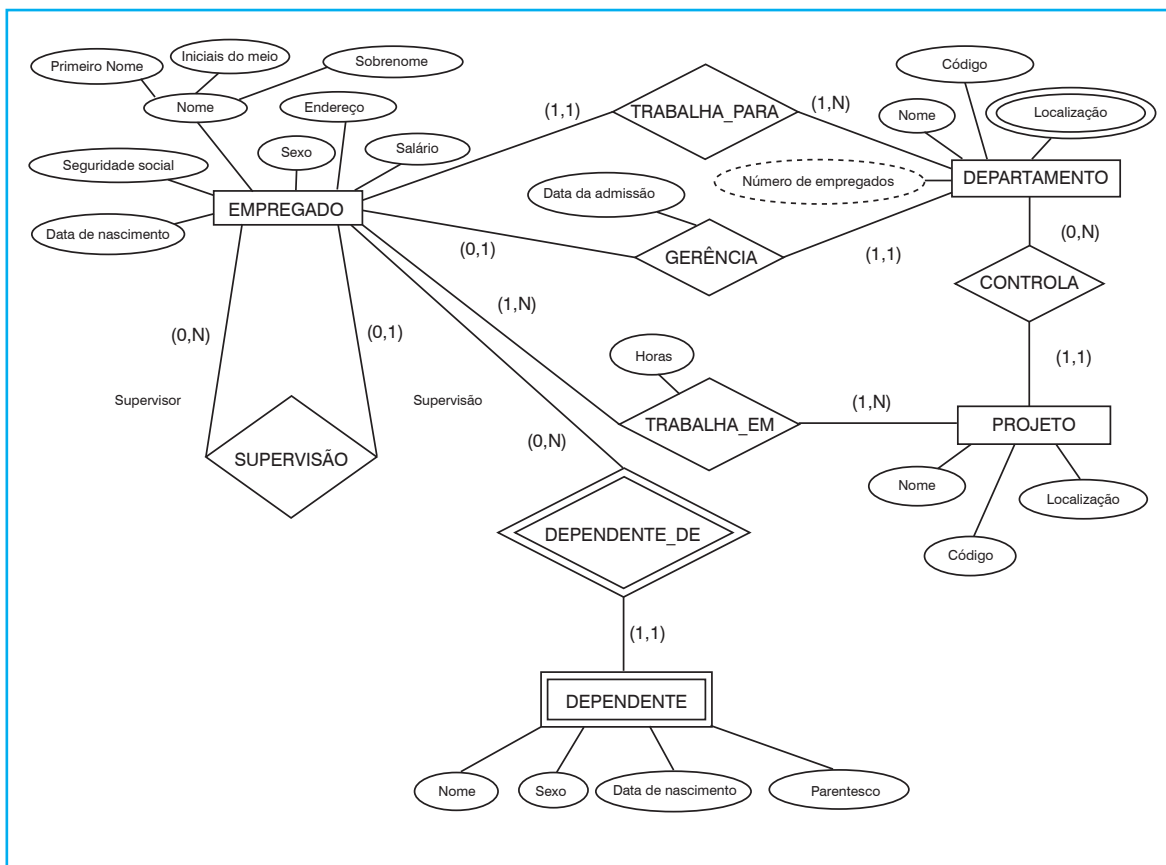 Iniciais do meio
Primeiro Nome
Sobrenome
Nome
Endereço
Seguridade social
Sexo
Salário
EMPREGADO
Data de nascimento
(1,1)
TRABALHA_PARA
(1,N)
Código
Nome
Localização
Número de empregados
DEPARTAMENTO
Data da admissão
(0,1)
GERÊNCIA
(1,1)
(0,N)
CONTROLA
(1,1)
(1,N)
(0,N)
(0,1)
Supervisor
Supervisão
SUPERVISÃO
Horas
TRABALHA_EM
(1,N)
PROJETO
Nome
Localização
Código
(0,N)
DEPENDENTE_DE
(1,1)
DEPENDENTE
Nome
Sexo
Data de nascimento
Parentesco